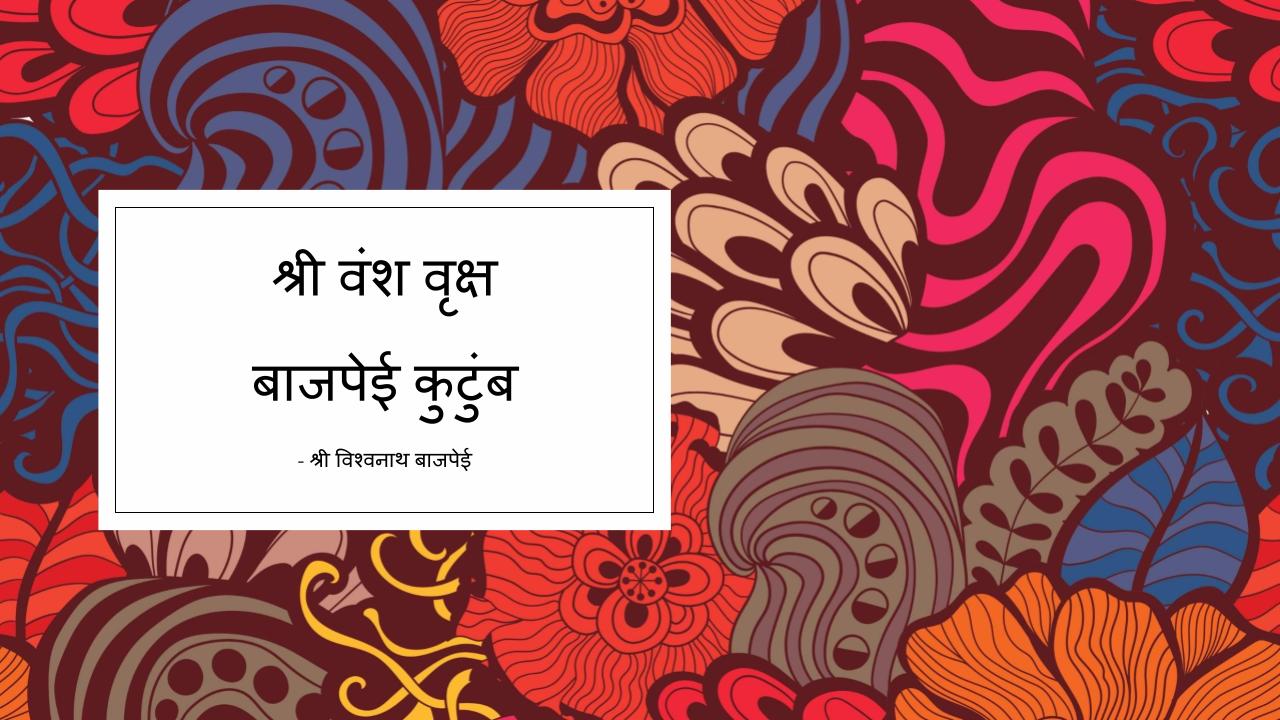 श्री वंश वृक्ष
बाजपेई कुटुंब
- श्री विश्वनाथ बाजपेई